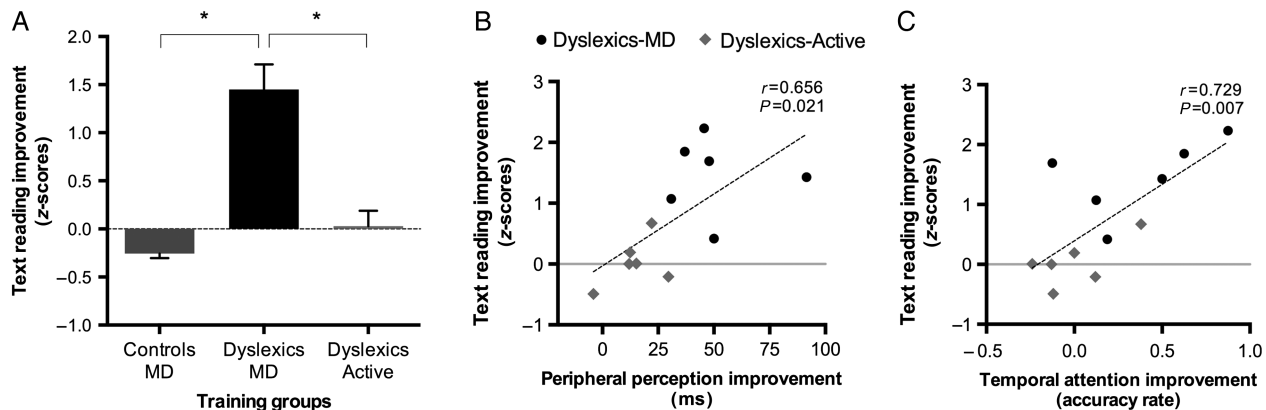 A
* *
Text reading improvement
(z-scores)
2.0
1.5
1.0
0.5
0.0
–0.5
–1.0
Controls
MD
Dyslexics
MD
Dyslexics
Active
Training groups
B
Dyslexics-MD Dyslexics-Active
r=0.656
P=0.021
Text reading improvement
(z-scores)
3
2
1
0
–1
0 25 50 75 100
Peripheral perception improvement
(ms)
C
r=0.729
P=0.007
Text reading improvement
(z-scores)
3
2
1
0
–1
–0.5 0.0 0.5 1.0
Temporal attention improvement
(accuracy rate)